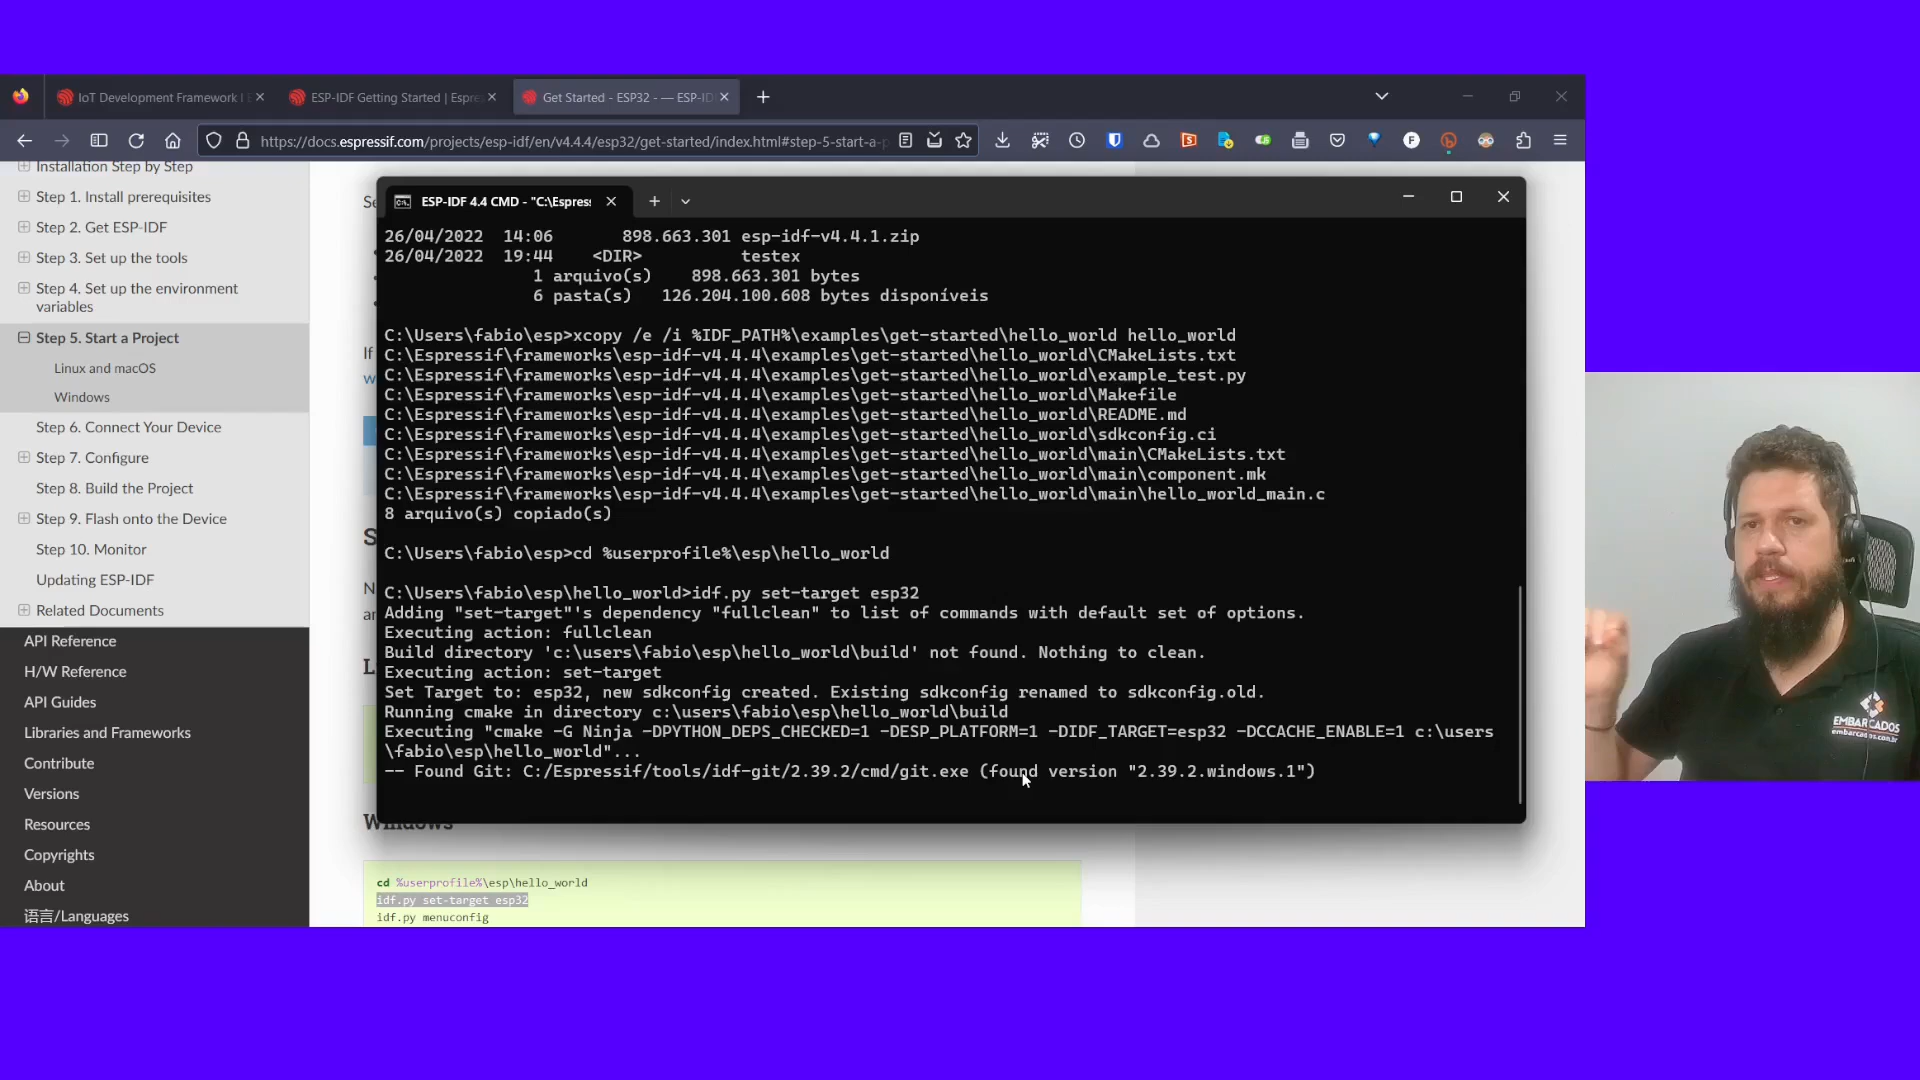 IoT Development Framework |
ESP-IDF Getting Started | Espre
Get Started - ESP32 - — ESP-ID
https://docs.espressif.com/projects/esp-idf/en/v4.4.4/esp32/get-started/index.html#step-5-start-a-p
Installation Step by Step
Step 1. Install prerequisites
Step 2. Get ESP-IDF
Step 3. Set up the tools
Step 4. Set up the environment
variables
Step 5. Start a Project
Linux and macOS
Windows
Step 6. Connect Your Device
Step 7. Configure
Step 8. Build the Project
Step 9. Flash onto the Device
Step 10. Monitor
Updating ESP-IDF
Related Documents
API Reference
H/W Reference
API Guides
Libraries and Frameworks
Contribute
Versions
Resources
Copyrights
About
语言/Languages
Se
If
w
S
N
an
L
Windows
cd %userprofile%\esp\hello_world
idf.py set-target esp32
idf.py menuconfig
ESP-IDF 4.4 CMD - "C:\Espres
26/04/2022  14:06       898.663.301 esp-idf-v4.4.1.zip
26/04/2022  19:44    <DIR>          testex
1 arquivo(s)    898.663.301 bytes
6 pasta(s)   126.204.100.608 bytes disponíveis
C:\Users\fabio\esp>xcopy /e /i %IDF_PATH%\examples\get-started\hello_world hello_world
C:\Espressif\frameworks\esp-idf-v4.4.4\examples\get-started\hello_world\CMakeLists.txt
C:\Espressif\frameworks\esp-idf-v4.4.4\examples\get-started\hello_world\example_test.py
C:\Espressif\frameworks\esp-idf-v4.4.4\examples\get-started\hello_world\Makefile
C:\Espressif\frameworks\esp-idf-v4.4.4\examples\get-started\hello_world\README.md
C:\Espressif\frameworks\esp-idf-v4.4.4\examples\get-started\hello_world\sdkconfig.ci
C:\Espressif\frameworks\esp-idf-v4.4.4\examples\get-started\hello_world\main\CMakeLists.txt
C:\Espressif\frameworks\esp-idf-v4.4.4\examples\get-started\hello_world\main\component.mk
C:\Espressif\frameworks\esp-idf-v4.4.4\examples\get-started\hello_world\main\hello_world_main.c
8 arquivo(s) copiado(s)
C:\Users\fabio\esp>cd %userprofile%\esp\hello_world
C:\Users\fabio\esp\hello_world>idf.py set-target esp32
Adding "set-target"'s dependency "fullclean" to list of commands with default set of options.
Executing action: fullclean
Build directory 'c:\users\fabio\esp\hello_world\build' not found. Nothing to clean.
Executing action: set-target
Set Target to: esp32, new sdkconfig created. Existing sdkconfig renamed to sdkconfig.old.
Running cmake in directory c:\users\fabio\esp\hello_world\build
Executing "cmake -G Ninja -DPYTHON_DEPS_CHECKED=1 -DESP_PLATFORM=1 -DIDF_TARGET=esp32 -DCCACHE_ENABLE=1 c:\users
\fabio\esp\hello_world"...
-- Found Git: C:/Espressif/tools/idf-git/2.39.2/cmd/git.exe (found version "2.39.2.windows.1")
EMBARCADOS
embarcados.com.br